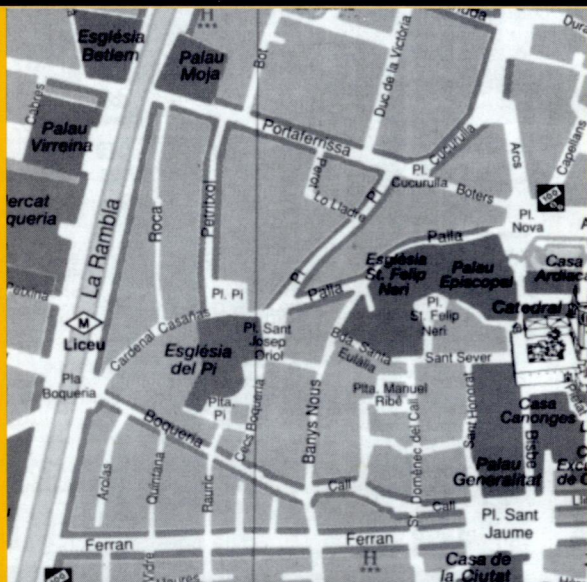 H
Església
Betlem
Palau
Moja
Bot
Duc de la Victòria
Cabres
Palau
Virreina
Portaferrissa
Cucurulla
Pl.
Cucurulla
Arcs
Capellans
Boters
Perot
Lo Lladre
Pl.
Nova
La Rambla
Roca
Petritxol
Pi
Pi
Palla
Palla
Església
St. Felip
Neri
Palau
Episcopal
Casa
Catedral
Pl.
St. Felip
Neri
Pl. Pi
M
Liceu
Cardenal Casañas
Pl. Sant
Josep
Oriol
Església
del Pi
Bda. Santa
Eulàlia
Sant Sever
Pla
Boqueria
Plta.
Pi
Plta. Manuel
Ribé
Boqueria
Cecs Boqueria
Banys Nous
St. Domènec del Call
Sant Honorat
Casa
Canonges
Bisbe
Palau
Generalitat
Arolas
Quintana
Rauric
Call
Call
Pl. Sant
Jaume
Ferran
Ferran
H
Casa de
la Ciutat